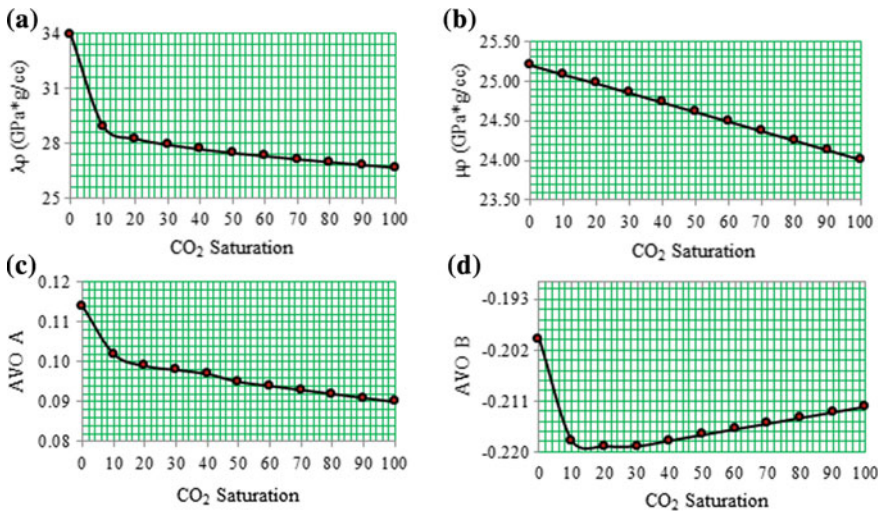 (a)
λρ (GPa*g/cc)
34
31
28
25
0 10 20 30 40 50 60 70 80 90 100
CO2 Saturation
(b)
μρ (GPa*g/cc)
25.50
25.00
24.50
24.00
23.50
0 10 20 30 40 50 60 70 80 90 100
CO2 Saturation
(c)
AVO A
0.12
0.11
0.10
0.09
0.08
0 10 20 30 40 50 60 70 80 90 100
CO2 Saturation
(d)
AVO B
-0.193
-0.202
-0.211
-0.220
0 10 20 30 40 50 60 70 80 90 100
CO2 Saturation